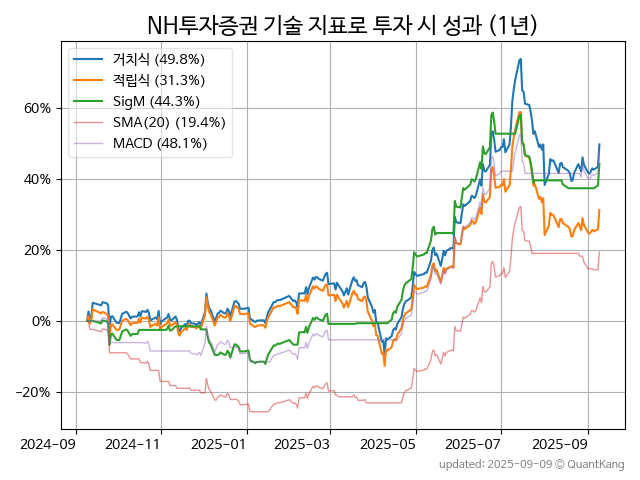 NH투자증권 기술 지표로 투자 시 성과 (1년)
거치식 (49.8%)
적립식 (31.3%)
SigM (44.3%)
SMA(20) (19.4%)
MACD (48.1%)
60%
40%
20%
0%
−20%
2024-09 2024-11 2025-01 2025-03 2025-05 2025-07 2025-09
updated: 2025-09-09 © QuantKang